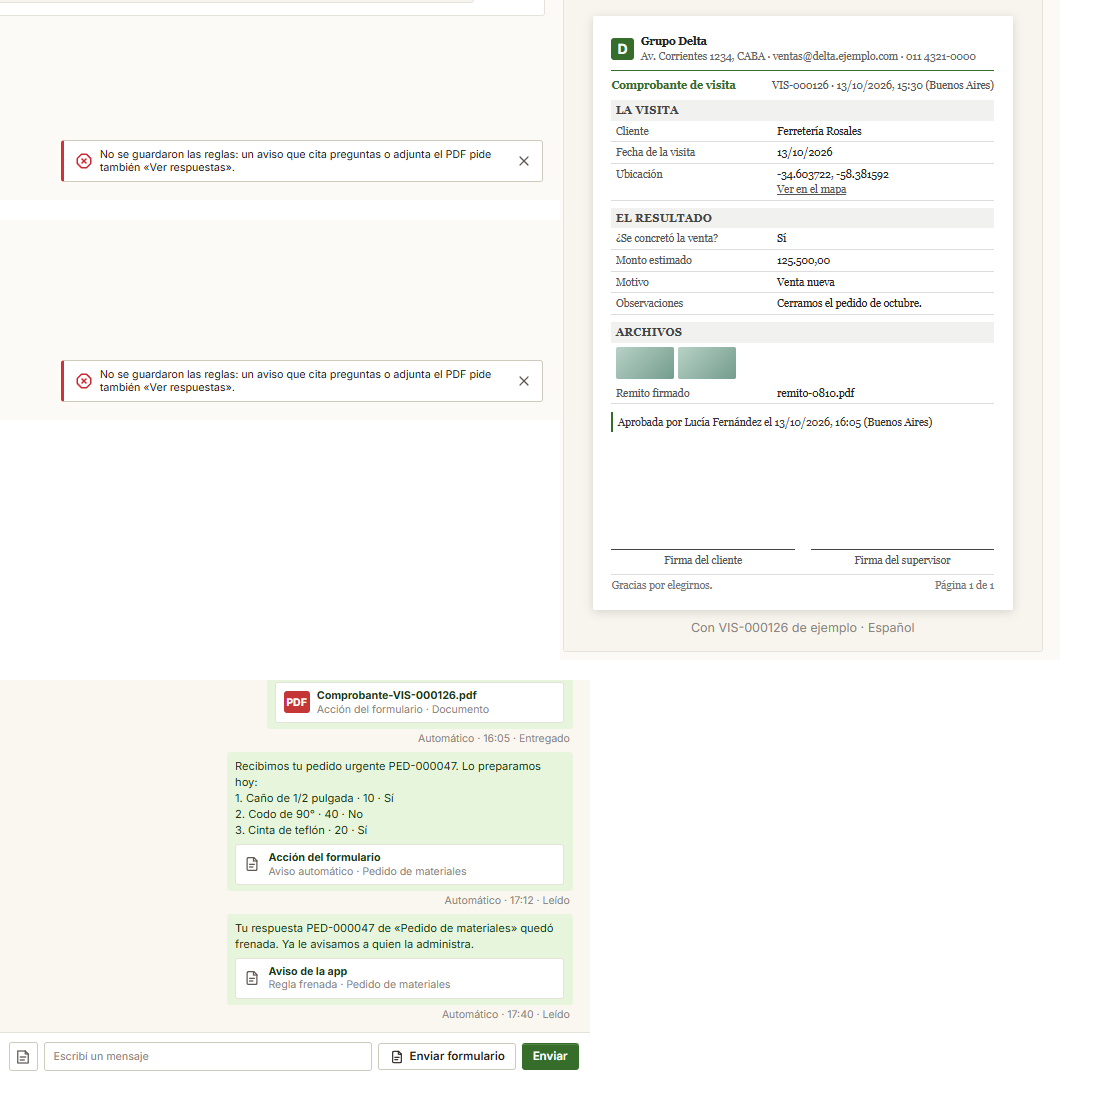 No se guardaron las reglas: un aviso que cita preguntas o adjunta el PDF pide
también «Ver respuestas».
No se guardaron las reglas: un aviso que cita preguntas o adjunta el PDF pide
también «Ver respuestas».
D
Grupo Delta
Av. Corrientes 1234, CABA · ventas@delta.ejemplo.com · 011 4321-0000
Comprobante de visita VIS-000126 · 13/10/2026, 15:30 (Buenos Aires)
LA VISITA
Cliente Ferretería Rosales
Fecha de la visita 13/10/2026
Ubicación -34.603722, -58.381592
Ver en el mapa
EL RESULTADO
¿Se concretó la venta? Sí
Monto estimado 125.500,00
Motivo Venta nueva
Observaciones Cerramos el pedido de octubre.
ARCHIVOS
Remito firmado remito-0810.pdf
Aprobada por Lucía Fernández el 13/10/2026, 16:05 (Buenos Aires)
Firma del cliente Firma del supervisor
Gracias por elegirnos. Página 1 de 1
Con VIS-000126 de ejemplo · Español
PDF
Comprobante-VIS-000126.pdf
Acción del formulario · Documento
Automático · 16:05 · Entregado
Recibimos tu pedido urgente PED-000047. Lo preparamos
hoy:
1. Caño de 1/2 pulgada · 10 · Sí
2. Codo de 90° · 40 · No
3. Cinta de teflón · 20 · Sí
Acción del formulario
Aviso automático · Pedido de materiales
Automático · 17:12 · Leído
Tu respuesta PED-000047 de «Pedido de materiales» quedó
frenada. Ya le avisamos a quien la administra.
Aviso de la app
Regla frenada · Pedido de materiales
Automático · 17:40 · Leído
Escribí un mensaje
Enviar formulario
Enviar